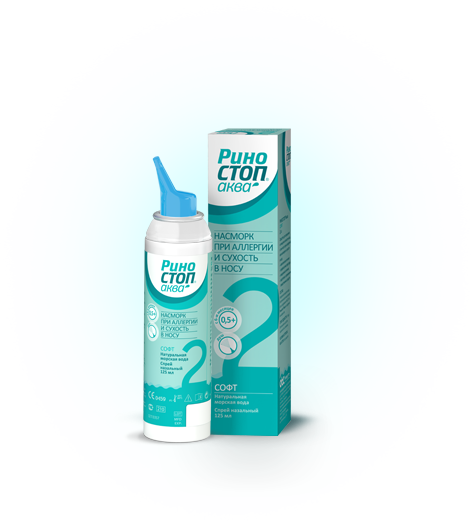 Рино
СТОП
аква
НАСМОРК
ПРИ АЛЛЕРГИИ
И СУХОСТЬ
В НОСУ
0,5+
2
СОФТ
Натуральная
морская вода
Спрей назальный
125 мл
Рино
СТОП
аква
НАСМОРК
ПРИ АЛЛЕРГИИ
И СУХОСТЬ
В НОСУ
2
СОФТ
Натуральная
морская вода
Спрей
назальный
125 мл